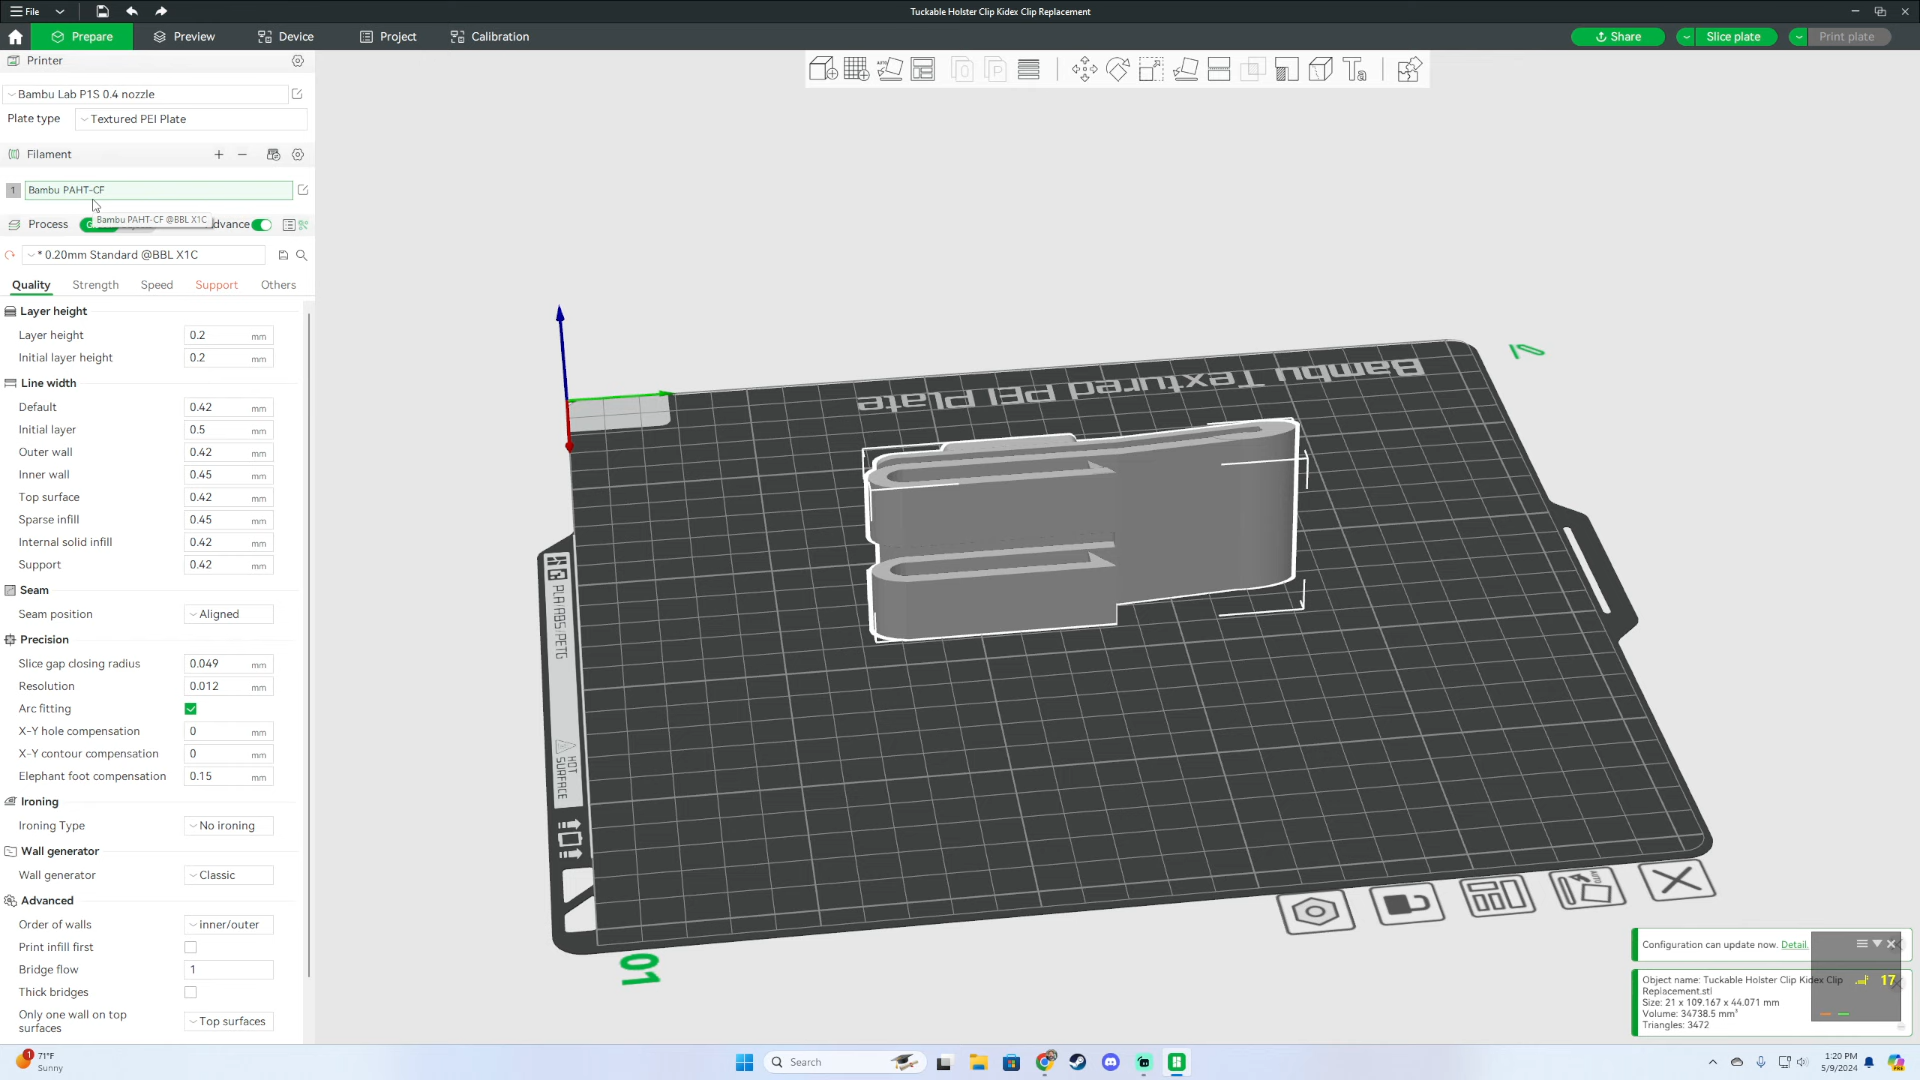 File
Tuckable Holster Clip Kidex Clip Replacement
Prepare
Preview
Device
Project
Calibration
Share
Slice plate
Print plate
Printer
Bambu Lab P1S 0.4 nozzle
Plate type
Textured PEI Plate
Filament
1
Bambu PAHT-CF
Bambu PAHT-CF @BBL X1C
Process
Advance
* 0.20mm Standard @BBL X1C
Quality
Strength
Speed
Support
Others
Layer height
Layer height 0.2 mm
Initial layer height 0.2 mm
Line width
Default 0.42 mm
Initial layer 0.5 mm
Outer wall 0.42 mm
Inner wall 0.45 mm
Top surface 0.42 mm
Sparse infill 0.45 mm
Internal solid infill 0.42 mm
Support 0.42 mm
Seam
Seam position Aligned
Precision
Slice gap closing radius 0.049 mm
Resolution 0.012 mm
Arc fitting
X-Y hole compensation 0 mm
X-Y contour compensation 0 mm
Elephant foot compensation 0.15 mm
Ironing
Ironing Type No ironing
Wall generator
Wall generator Classic
Advanced
Order of walls inner/outer
Print infill first
Bridge flow 1
Thick bridges
Only one wall on top
surfaces
Top surfaces
Bambu Textured PEI Plate
PLA/ABS/PETG
HOT
SURFACE
01
Configuration can update now. Detail.
Object name: Tuckable Holster Clip Kidex Clip
Replacement.stl
Size: 21 x 109.167 x 44.071 mm
Volume: 34738.5 mm³
Triangles: 3472
17
1
71°F
Sunny
Search
1:20 PM
5/9/2024